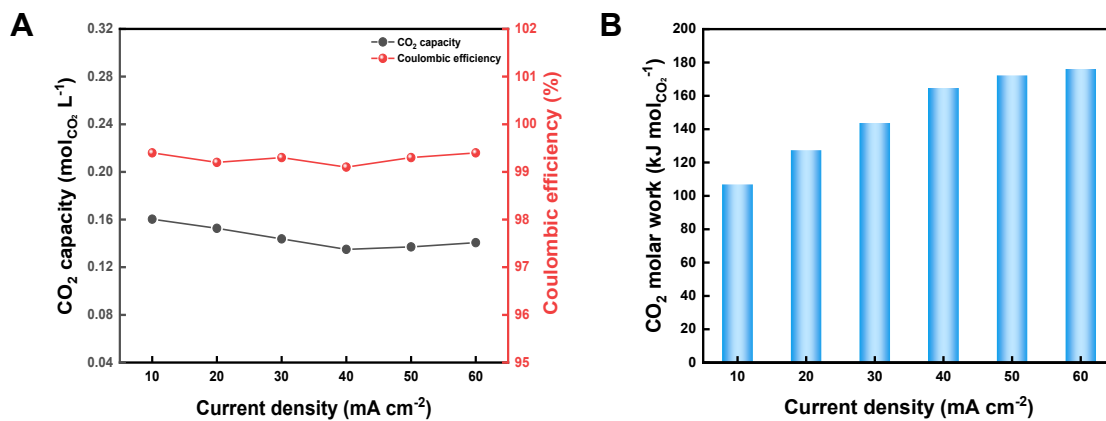 A
CO₂ capacity (mol_CO₂ L⁻¹)
0.32
0.28
0.24
0.20
0.16
0.12
0.08
0.04
CO₂ capacity
Coulombic efficiency
102
101
100
99
98
97
96
95
Coulombic efficiency (%)
10 20 30 40 50 60
Current density (mA cm⁻²)
B
CO₂ molar work (kJ mol_CO₂⁻¹)
200
180
160
140
120
100
80
60
40
20
0
10 20 30 40 50 60
Current density (mA cm⁻²)